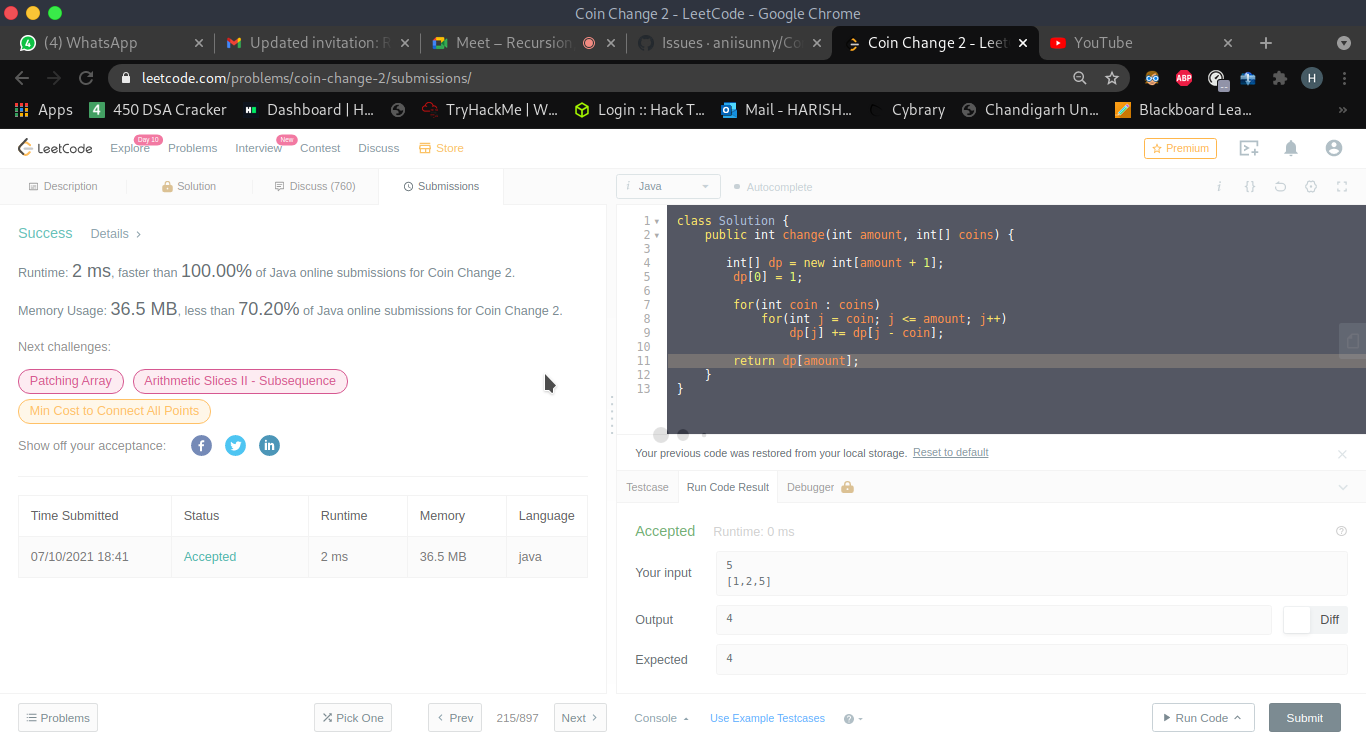 Coin Change 2 - LeetCode - Google Chrome
(4) WhatsApp
Updated invitation: R
Meet – Recursion
Issues · aniisunny/Co
Coin Change 2 - Leet
YouTube
leetcode.com/problems/coin-change-2/submissions/
ABP
H
Apps
4 450 DSA Cracker
Dashboard | H...
TryHackMe | W...
Login :: Hack T...
Mail - HARISH...
Cybrary
Chandigarh Un...
Blackboard Lea...
»
LeetCode
Explore
Day 10
Problems
Interview
New
Contest
Discuss
Store
Premium
Description
Solution
Discuss (760)
Submissions
i Java
Autocomplete
i {}
Success Details >
Runtime: 2 ms, faster than 100.00% of Java online submissions for Coin Change 2.
Memory Usage: 36.5 MB, less than 70.20% of Java online submissions for Coin Change 2.
Next challenges:
Patching Array
Arithmetic Slices II - Subsequence
Min Cost to Connect All Points
Show off your acceptance:
Time Submitted Status Runtime Memory Language
07/10/2021 18:41 Accepted 2 ms 36.5 MB java
1 class Solution {
2 public int change(int amount, int[] coins) {
3
4 int[] dp = new int[amount + 1];
5 dp[0] = 1;
6
7 for(int coin : coins)
8 for(int j = coin; j <= amount; j++)
9 dp[j] += dp[j - coin];
10
11 return dp[amount];
12 }
13 }
Your previous code was restored from your local storage. Reset to default
Testcase
Run Code Result
Debugger
Accepted Runtime: 0 ms
Your input
5
[1,2,5]
Output
4
Diff
Expected
4
Problems
Pick One
Prev
215/897
Next
Console
Use Example Testcases
Run Code
Submit